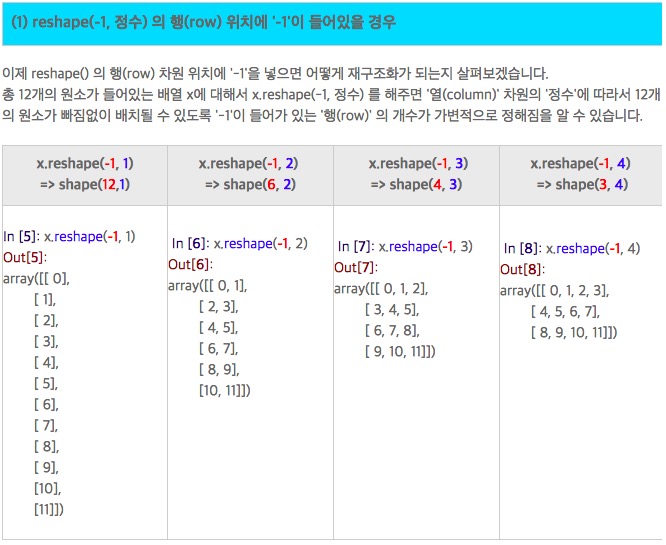 (1) reshape(-1, 정수) 의 행(row) 위치에 '-1'이 들어있을 경우
이제 reshape() 의 행(row) 차원 위치에 '-1'을 넣으면 어떻게 재구조화가 되는지 살펴보겠습니다.
총 12개의 원소가 들어있는 배열 x에 대해서 x.reshape(-1, 정수) 를 해주면 '열(column)' 차원의 '정수'에 따라서 12개
의 원소가 빠짐없이 배치될 수 있도록 '-1'이 들어가 있는 '행(row)' 의 개수가 가변적으로 정해짐을 알 수 있습니다.
x.reshape(-1, 1)
=> shape(12,1)
x.reshape(-1, 2)
=> shape(6, 2)
x.reshape(-1, 3)
=> shape(4, 3)
x.reshape(-1, 4)
=> shape(3, 4)
In [5]: x.reshape(-1, 1)
Out[5]:
array([[ 0],
[ 1],
[ 2],
[ 3],
[ 4],
[ 5],
[ 6],
[ 7],
[ 8],
[ 9],
[10],
[11]])
In [6]: x.reshape(-1, 2)
Out[6]:
array([[ 0, 1],
[ 2, 3],
[ 4, 5],
[ 6, 7],
[ 8, 9],
[10, 11]])
In [7]: x.reshape(-1, 3)
Out[7]:
array([[ 0, 1, 2],
[ 3, 4, 5],
[ 6, 7, 8],
[ 9, 10, 11]])
In [8]: x.reshape(-1, 4)
Out[8]:
array([[ 0, 1, 2, 3],
[ 4, 5, 6, 7],
[ 8, 9, 10, 11]])